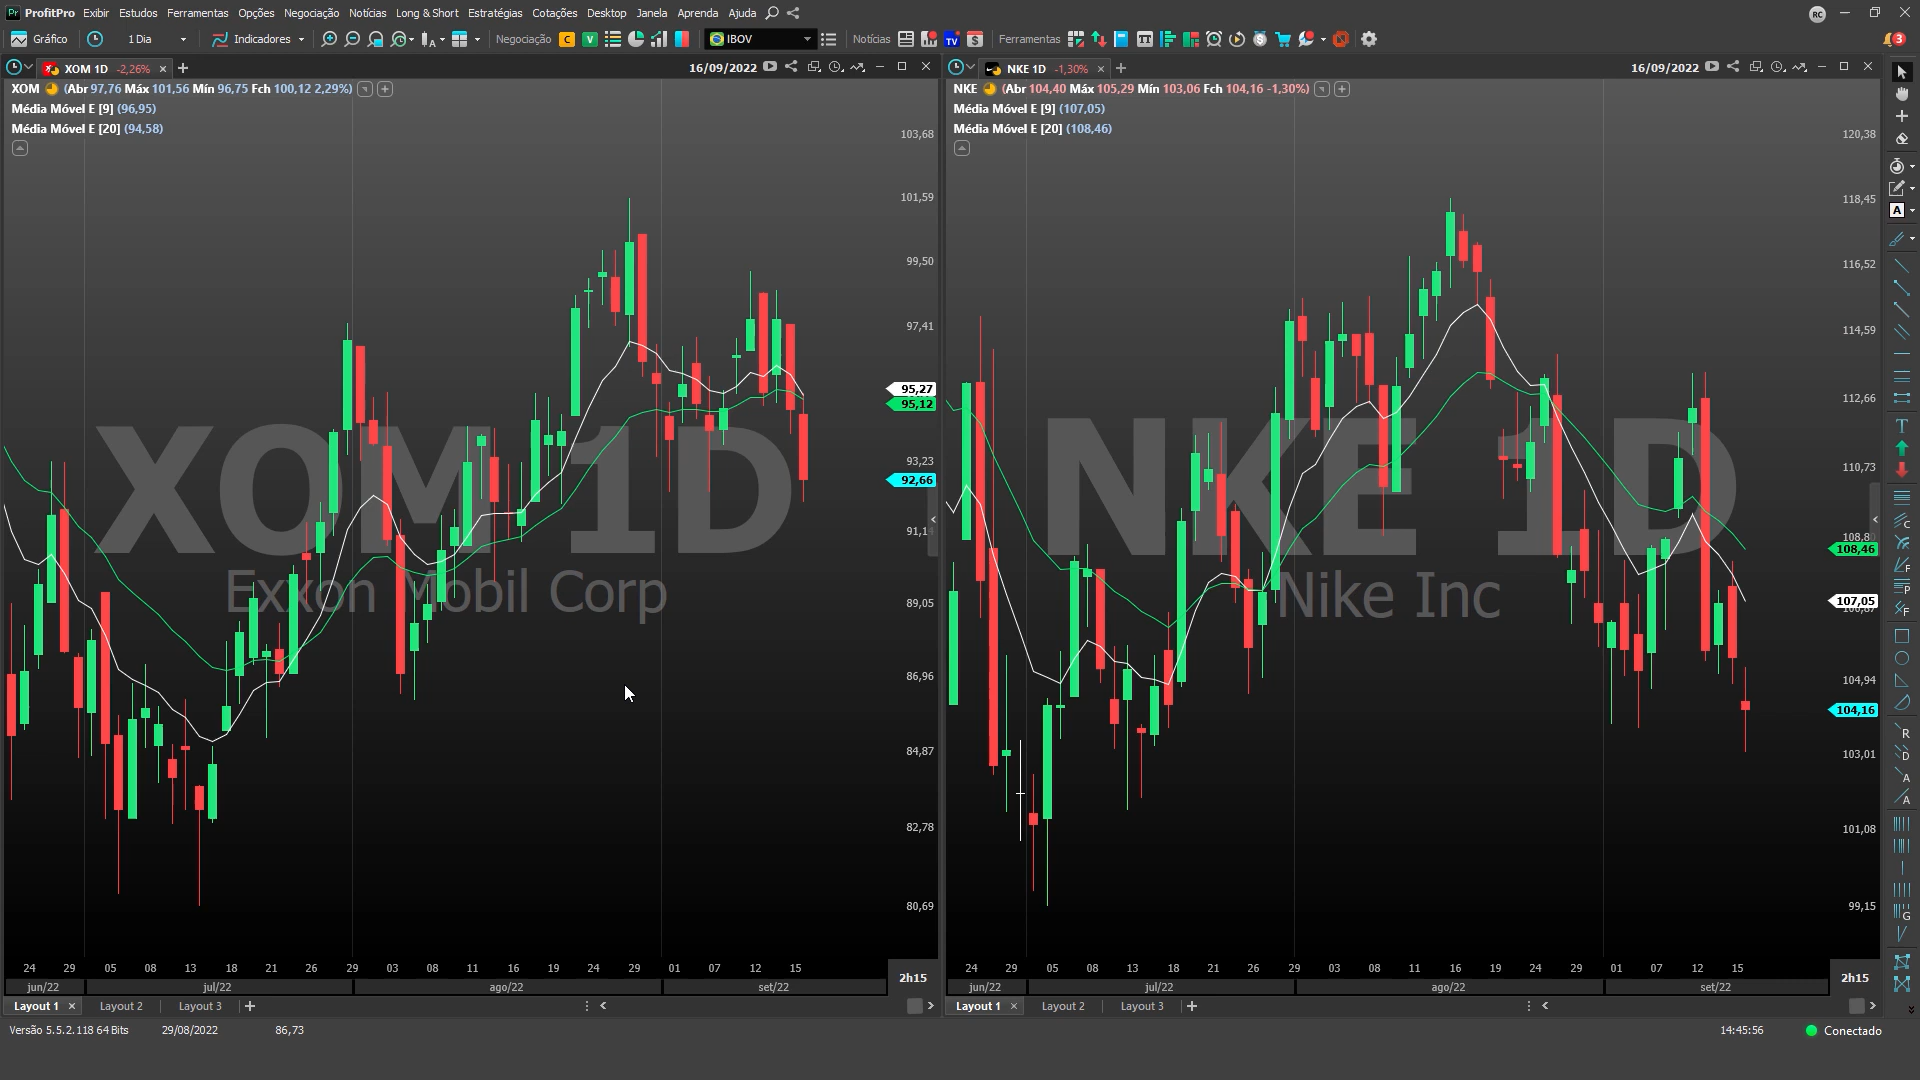 ProfitPro Exibir Estudos Ferramentas Opções Negociação Notícias Long & Short Estratégias Cotações Desktop Janela Aprenda Ajuda
RC
Gráfico 1 Dia Indicadores Negociação C V IBOV Notícias TV $ Ferramentas TT
3
XOM 1D -2,26% × +
16/09/2022
XOM (Abr 97,76 Máx 101,56 Mín 96,75 Fch 100,12 2,29%)
Média Móvel E [9] (96,95)
Média Móvel E [20] (94,58)
103,68
101,59
99,50
97,41
95,27
95,12
93,23
92,66
91,1
89,05
86,96
84,87
82,78
80,69
XOM 1D
Exxon Mobil Corp
24 29 05 08 13 18 21 26 29 03 08 11 16 19 24 29 01 07 12 15
jun/22 jul/22 ago/22 set/22
2h15
Layout 1 × Layout 2 Layout 3 +
NKE 1D -1,30% × +
16/09/2022
NKE (Abr 104,40 Máx 105,29 Mín 103,06 Fch 104,16 -1,30%)
Média Móvel E [9] (107,05)
Média Móvel E [20] (108,46)
120,38
118,45
116,52
114,59
112,66
110,73
108,80
108,46
107,05
104,94
104,16
103,01
101,08
99,15
NKE 1D
Nike Inc
24 29 05 08 13 18 21 26 29 03 08 11 16 19 24 29 01 07 12 15
jun/22 jul/22 ago/22 set/22
2h15
Layout 1 × Layout 2 Layout 3 +
Versão 5.5.2.118 64 Bits 29/08/2022 86,73 14:45:56 Conectado